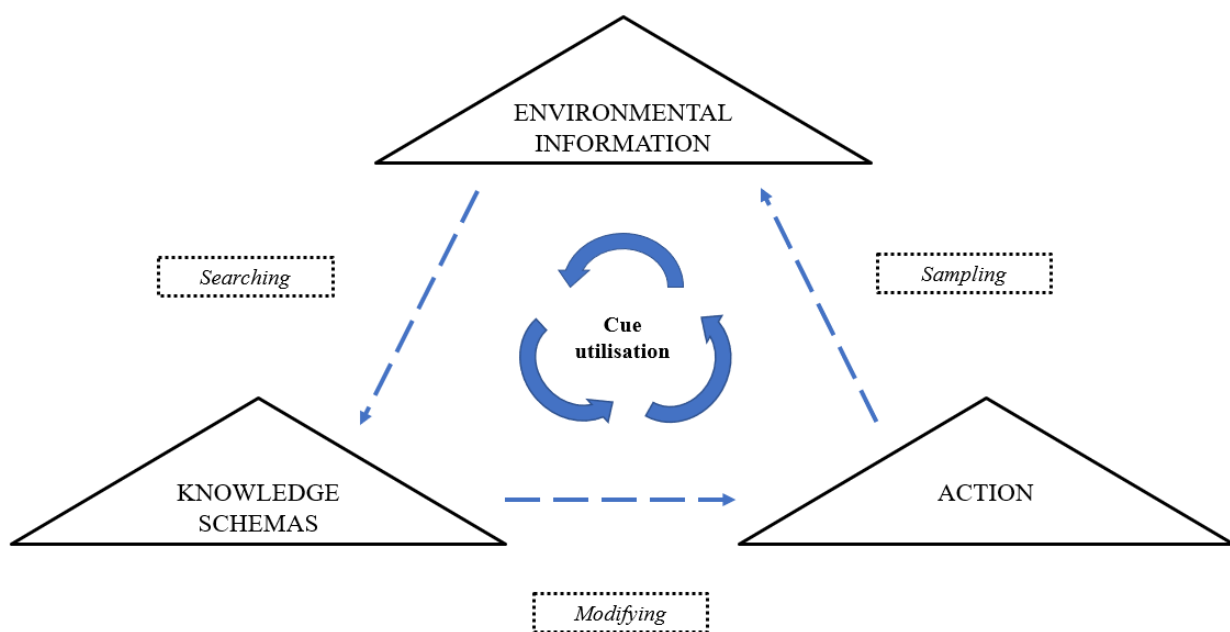 ENVIRONMENTAL
INFORMATION
Searching
Sampling
Cue
utilisation
KNOWLEDGE
SCHEMAS
ACTION
Modifying